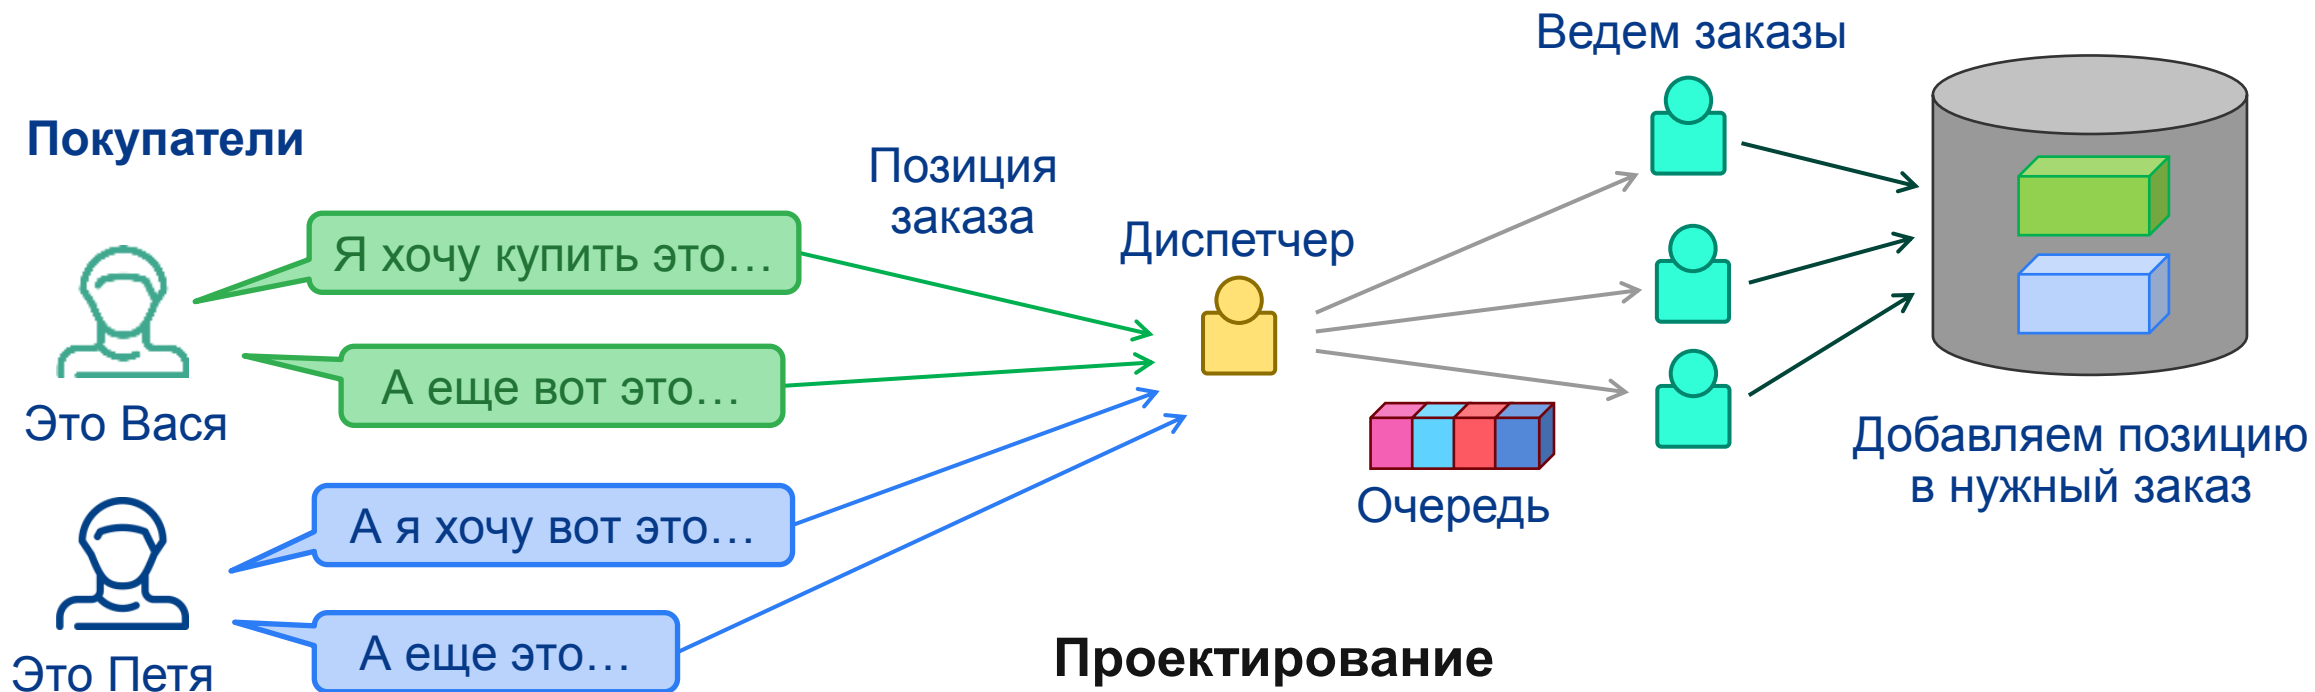 Ведем заказы
Покупатели
Позиция
заказа
Диспетчер
Я хочу купить это…
А еще вот это…
Это Вася
А я хочу вот это…
А еще это…
Это Петя
Очередь
Добавляем позицию
в нужный заказ
Проектирование